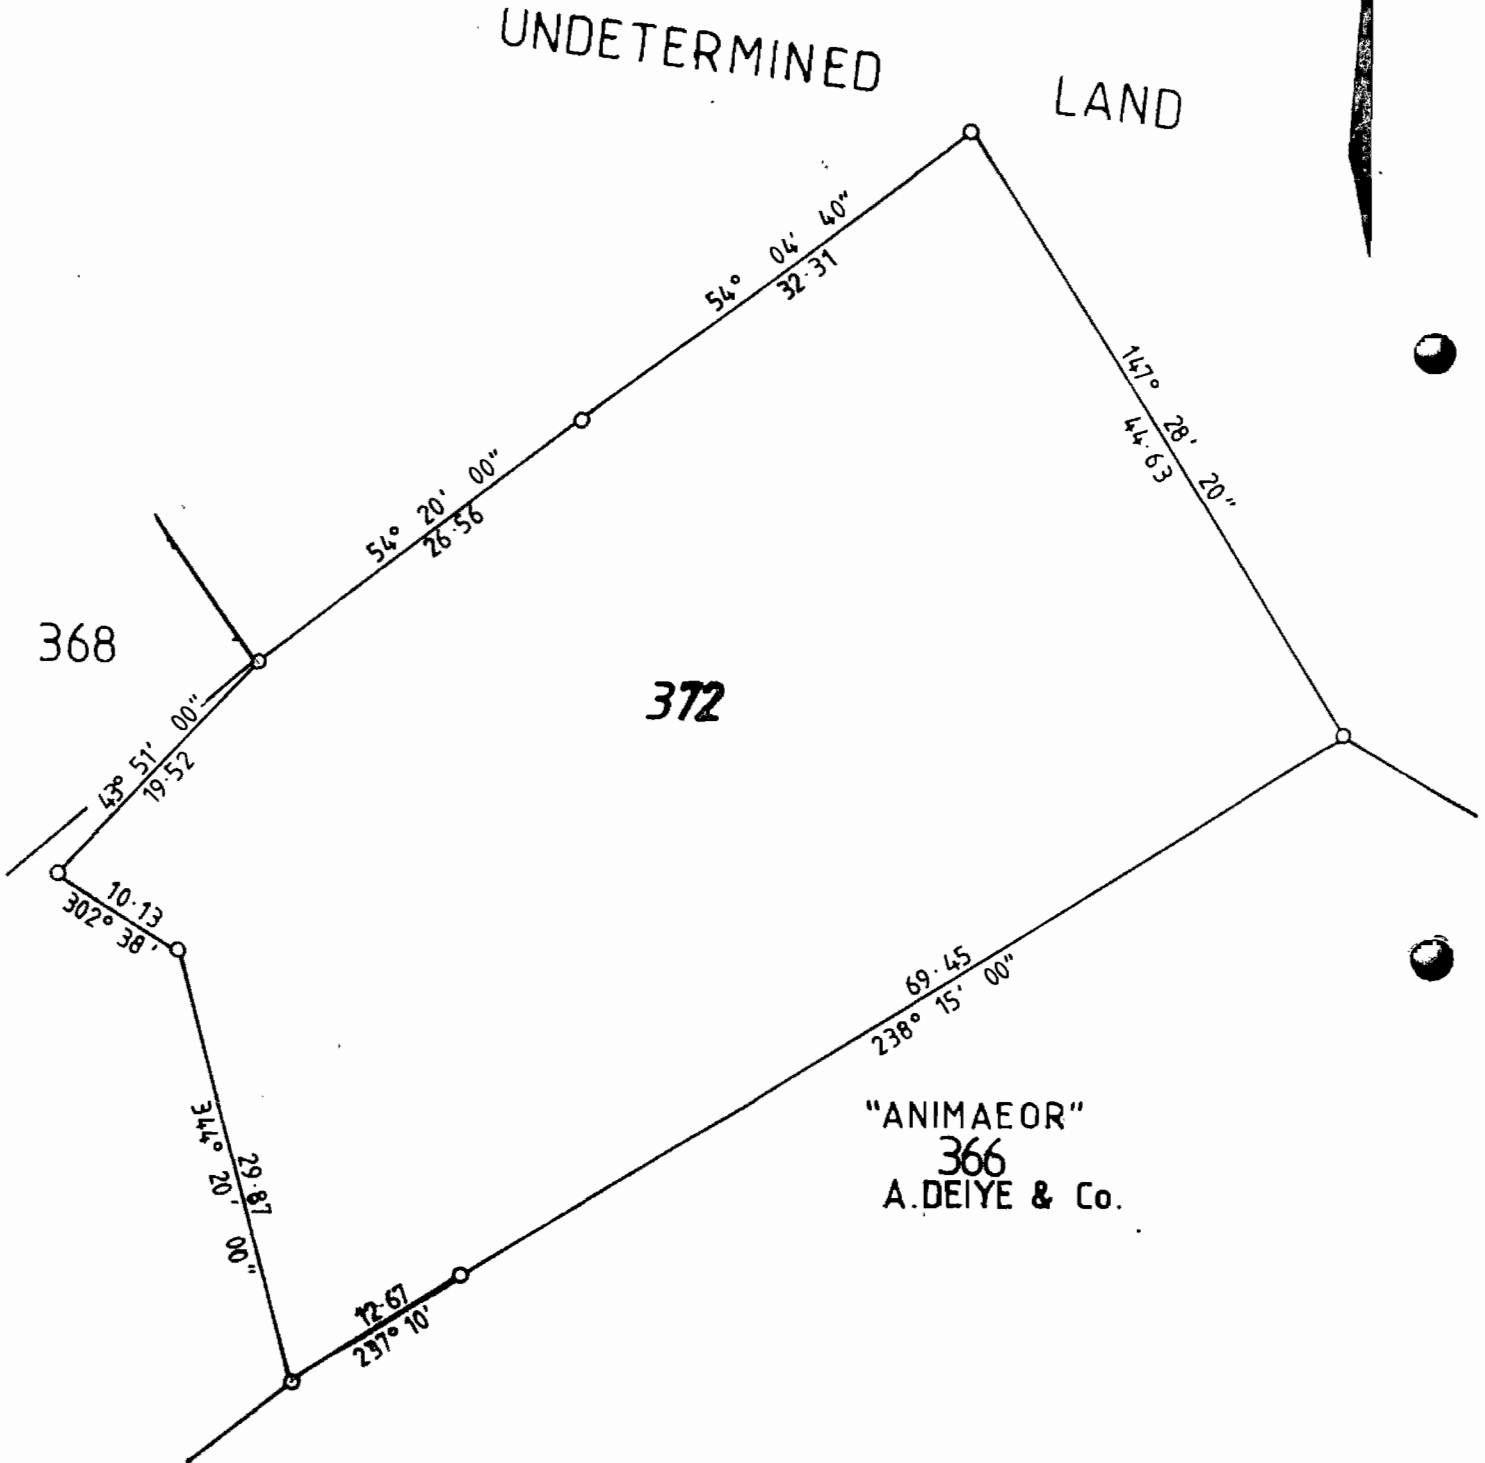 UNDETERMINED LAND
54° 04' 40"
32·31
147° 28' 20"
44·63
54° 20' 00"
26·56
368
372
43° 51' 00"
19·52
10·13
302° 38'
69·45
238° 15' 00"
344° 20' 00"
29·87
"ANIMAEOR"
366
A.DEIYE & Co.
12·67
237° 10'